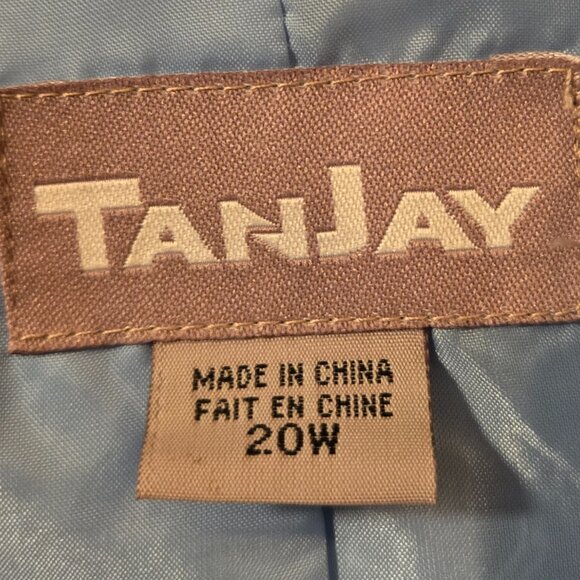 TANJAY
MADE IN CHINA
FAIT EN CHINE
20W